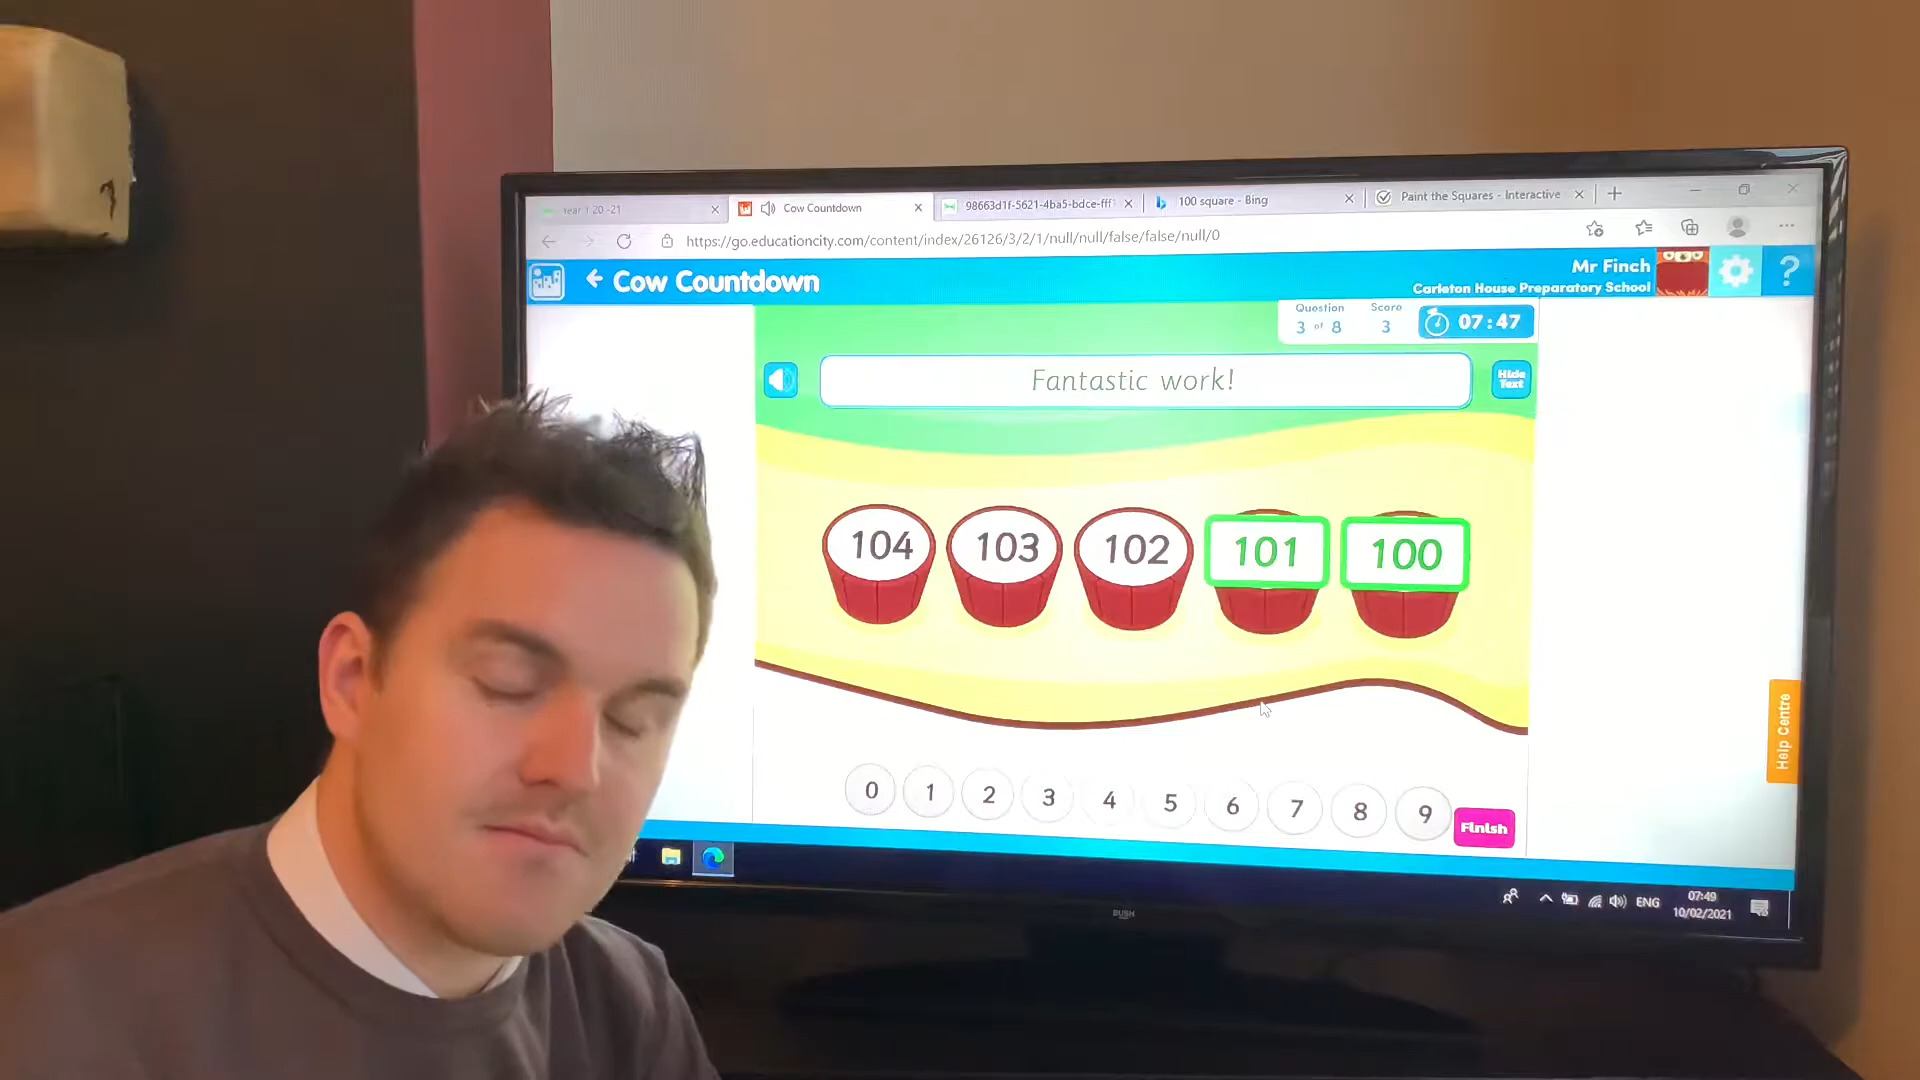 Year 1 20 -21
Cow Countdown
98663d1f-5621-4ba5-bdce-fff1
100 square - Bing
Paint the Squares - Interactive
https://go.educationcity.com/content/index/26126/3/2/1/null/null/false/false/null/0
Cow Countdown
Mr Finch
Carleton House Preparatory School
Question
3 of 8
Score
3
07:47
Fantastic work!
Hide
Text
104 103 102 101 100
Help Centre
0 1 2 3 4 5 6 7 8 9
Finish
ENG
07:49
10/02/2021
BUSH